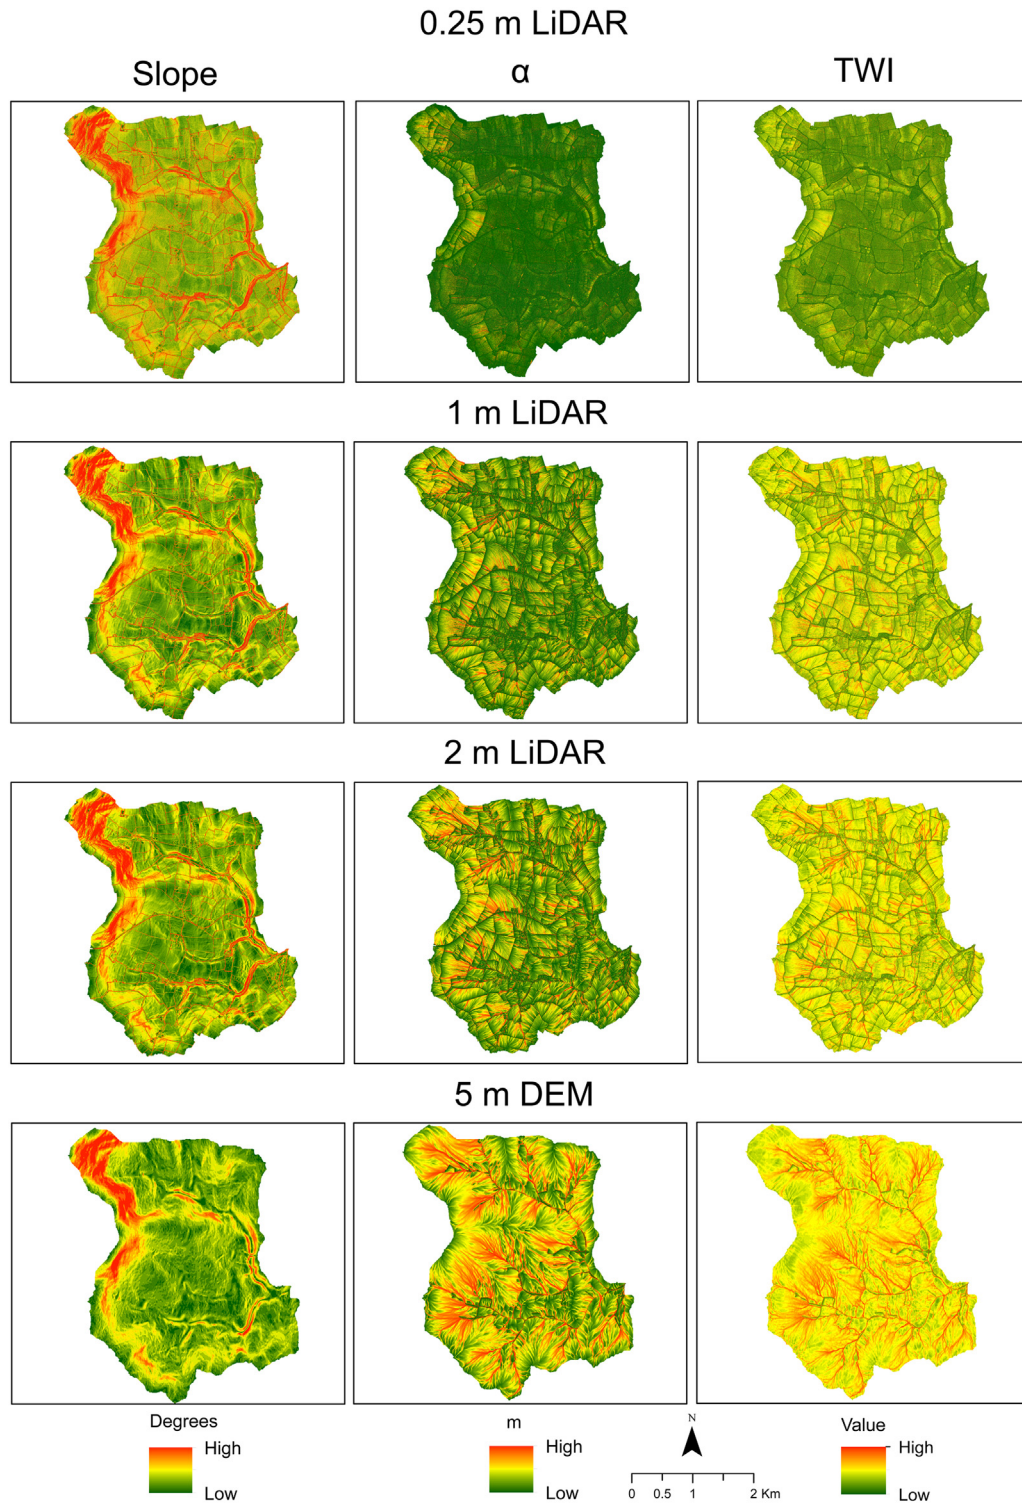 0.25 m LiDAR
Slope α TWI
1 m LiDAR
2 m LiDAR
5 m DEM
Degrees m N Value
High High High
Low Low Low
0 0.5 1 2 Km